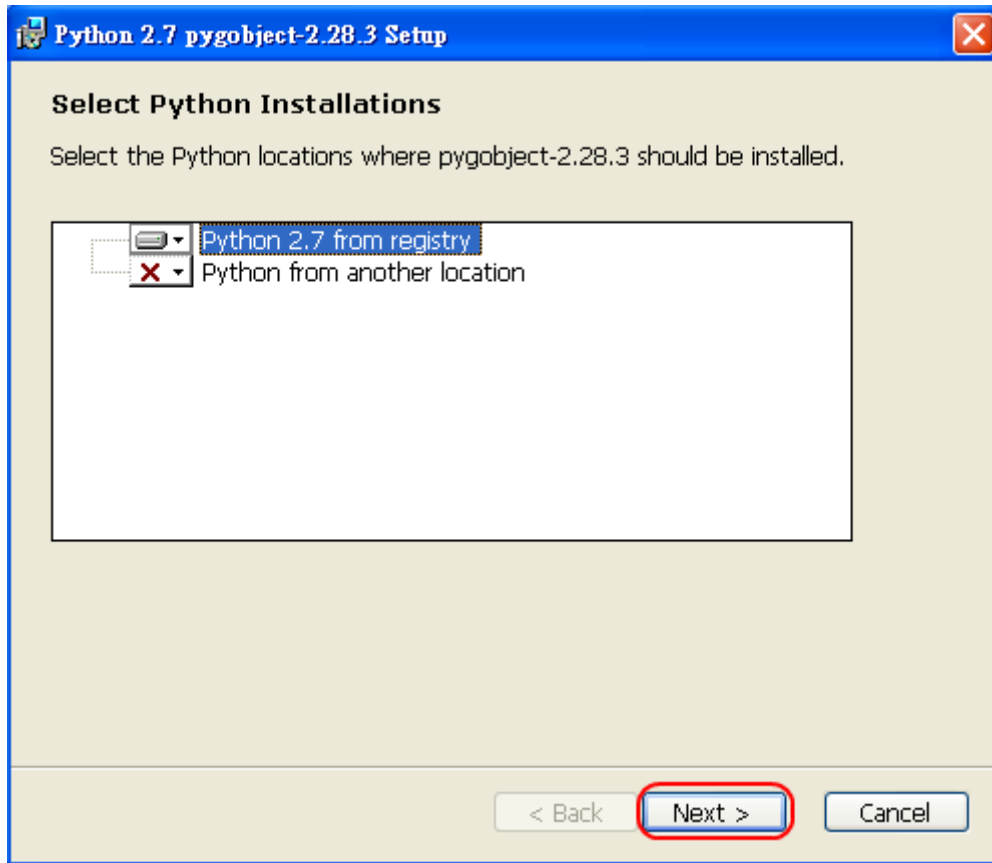 Python 2.7 pygobject-2.28.3 Setup
Select Python Installations
Select the Python locations where pygobject-2.28.3 should be installed.
Python 2.7 from registry
Python from another location
< Back Next > Cancel